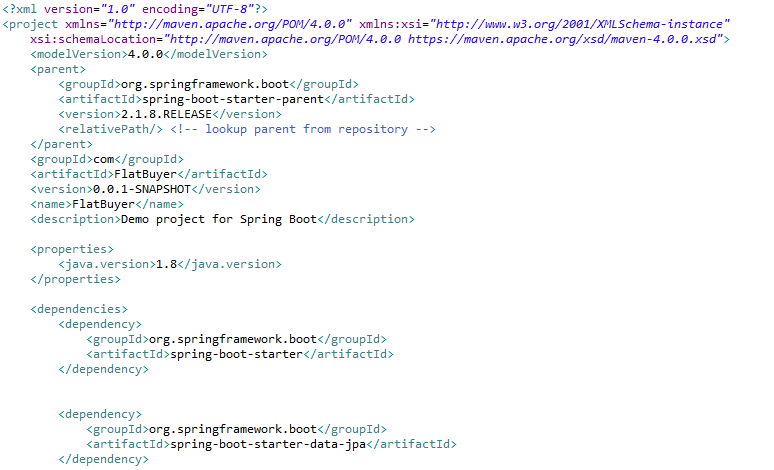 <?xml version="1.0" encoding="UTF-8"?>
<project xmlns="http://maven.apache.org/POM/4.0.0" xmlns:xsi="http://www.w3.org/2001/XMLSchema-instance"
    xsi:schemaLocation="http://maven.apache.org/POM/4.0.0 https://maven.apache.org/xsd/maven-4.0.0.xsd">
    <modelVersion>4.0.0</modelVersion>
    <parent>
        <groupId>org.springframework.boot</groupId>
        <artifactId>spring-boot-starter-parent</artifactId>
        <version>2.1.8.RELEASE</version>
        <relativePath/> <!-- lookup parent from repository -->
    </parent>
    <groupId>com</groupId>
    <artifactId>FlatBuyer</artifactId>
    <version>0.0.1-SNAPSHOT</version>
    <name>FlatBuyer</name>
    <description>Demo project for Spring Boot</description>
    <properties>
        <java.version>1.8</java.version>
    </properties>
    <dependencies>
        <dependency>
            <groupId>org.springframework.boot</groupId>
            <artifactId>spring-boot-starter</artifactId>
        </dependency>
        <dependency>
            <groupId>org.springframework.boot</groupId>
            <artifactId>spring-boot-starter-data-jpa</artifactId>
        </dependency>